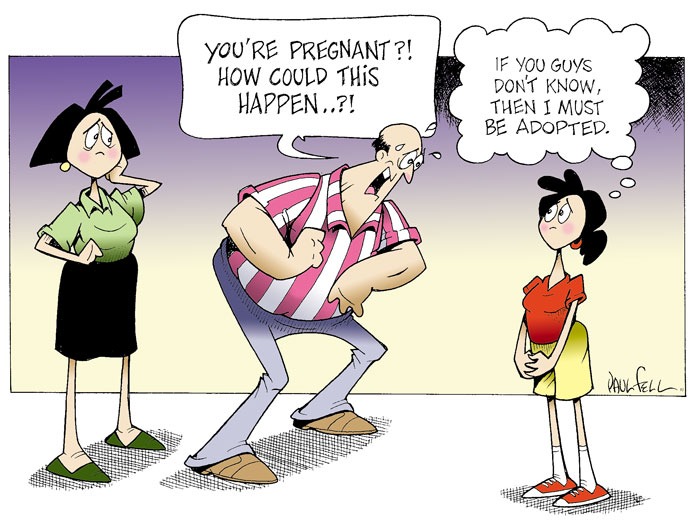 YOU'RE PREGNANT?!
HOW COULD THIS
HAPPEN..?!
IF YOU GUYS
DON'T KNOW,
THEN I MUST
BE ADOPTED.
PAUL FELL